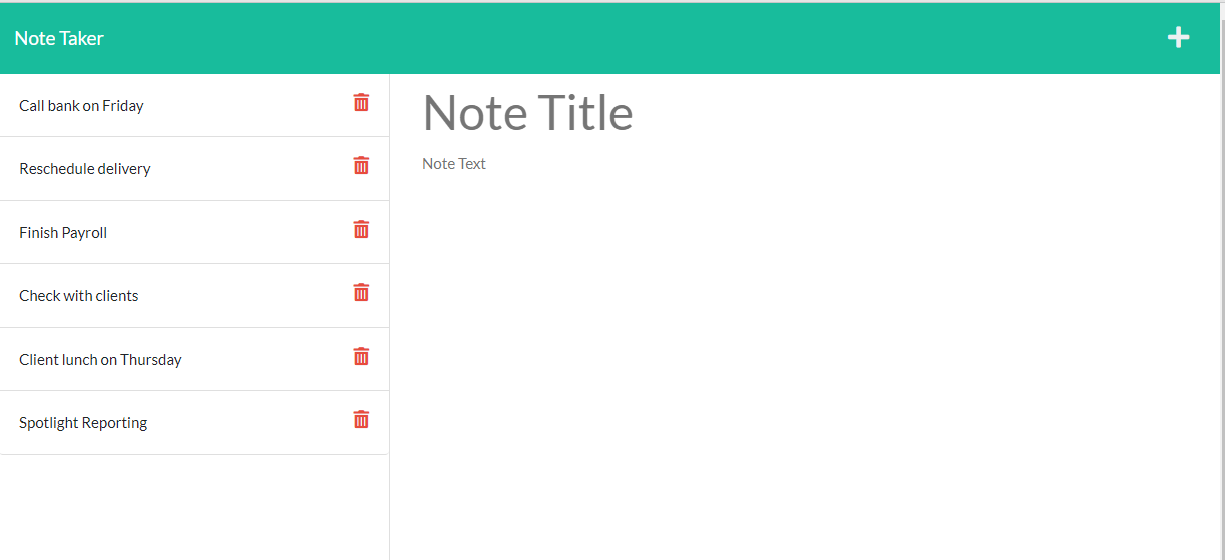 Note Taker
Call bank on Friday
Reschedule delivery
Finish Payroll
Check with clients
Client lunch on Thursday
Spotlight Reporting
Note Title
Note Text